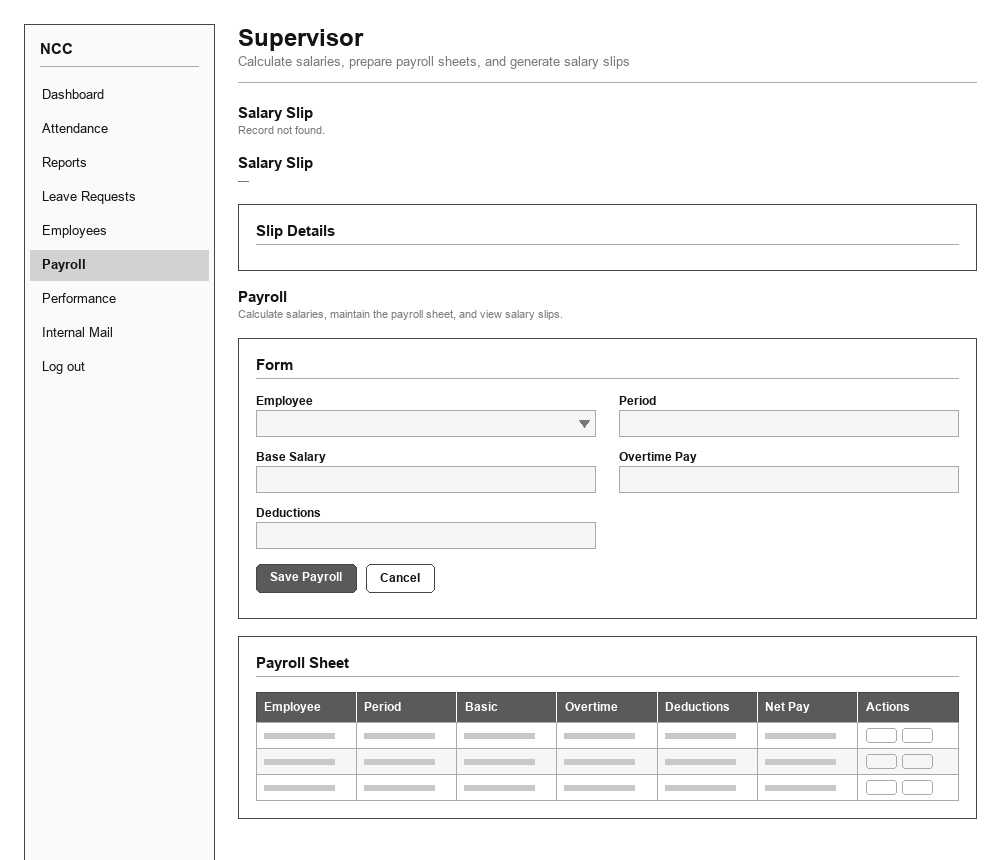 NCC
Dashboard
Attendance
Reports
Leave Requests
Employees
Payroll
Performance
Internal Mail
Log out
Supervisor
Calculate salaries, prepare payroll sheets, and generate salary slips
Salary Slip
Record not found.
Salary Slip
—
Slip Details
Payroll
Calculate salaries, maintain the payroll sheet, and view salary slips.
Form
Employee Period
Base Salary Overtime Pay
Deductions
Save Payroll Cancel
Payroll Sheet
Employee Period Basic Overtime Deductions Net Pay Actions